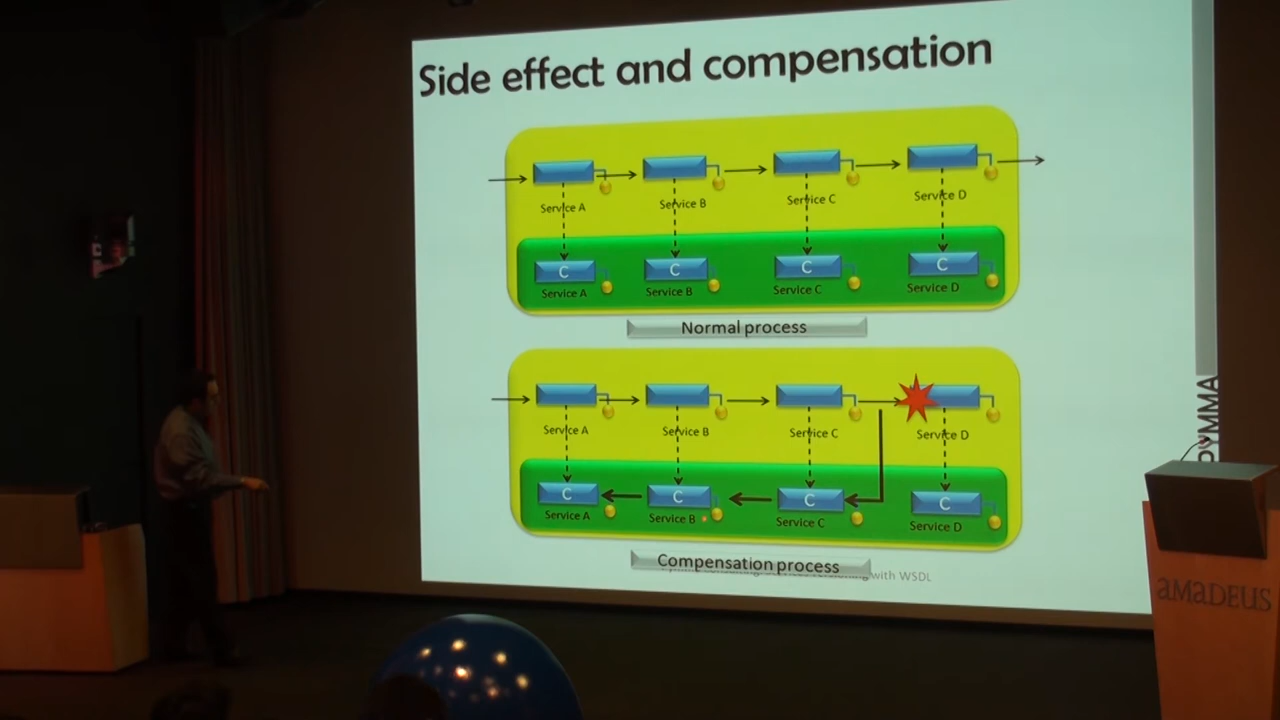 Side effect and compensation
Service A
Service B
Service C
Service D
C
C
C
C
Service A
Service B
Service C
Service D
Normal process
Service A
Service B
Service C
Service D
C
C
C
C
Service A
Service B
Service C
Service D
Compensation process
with WSDL
DYMMA
amadeus